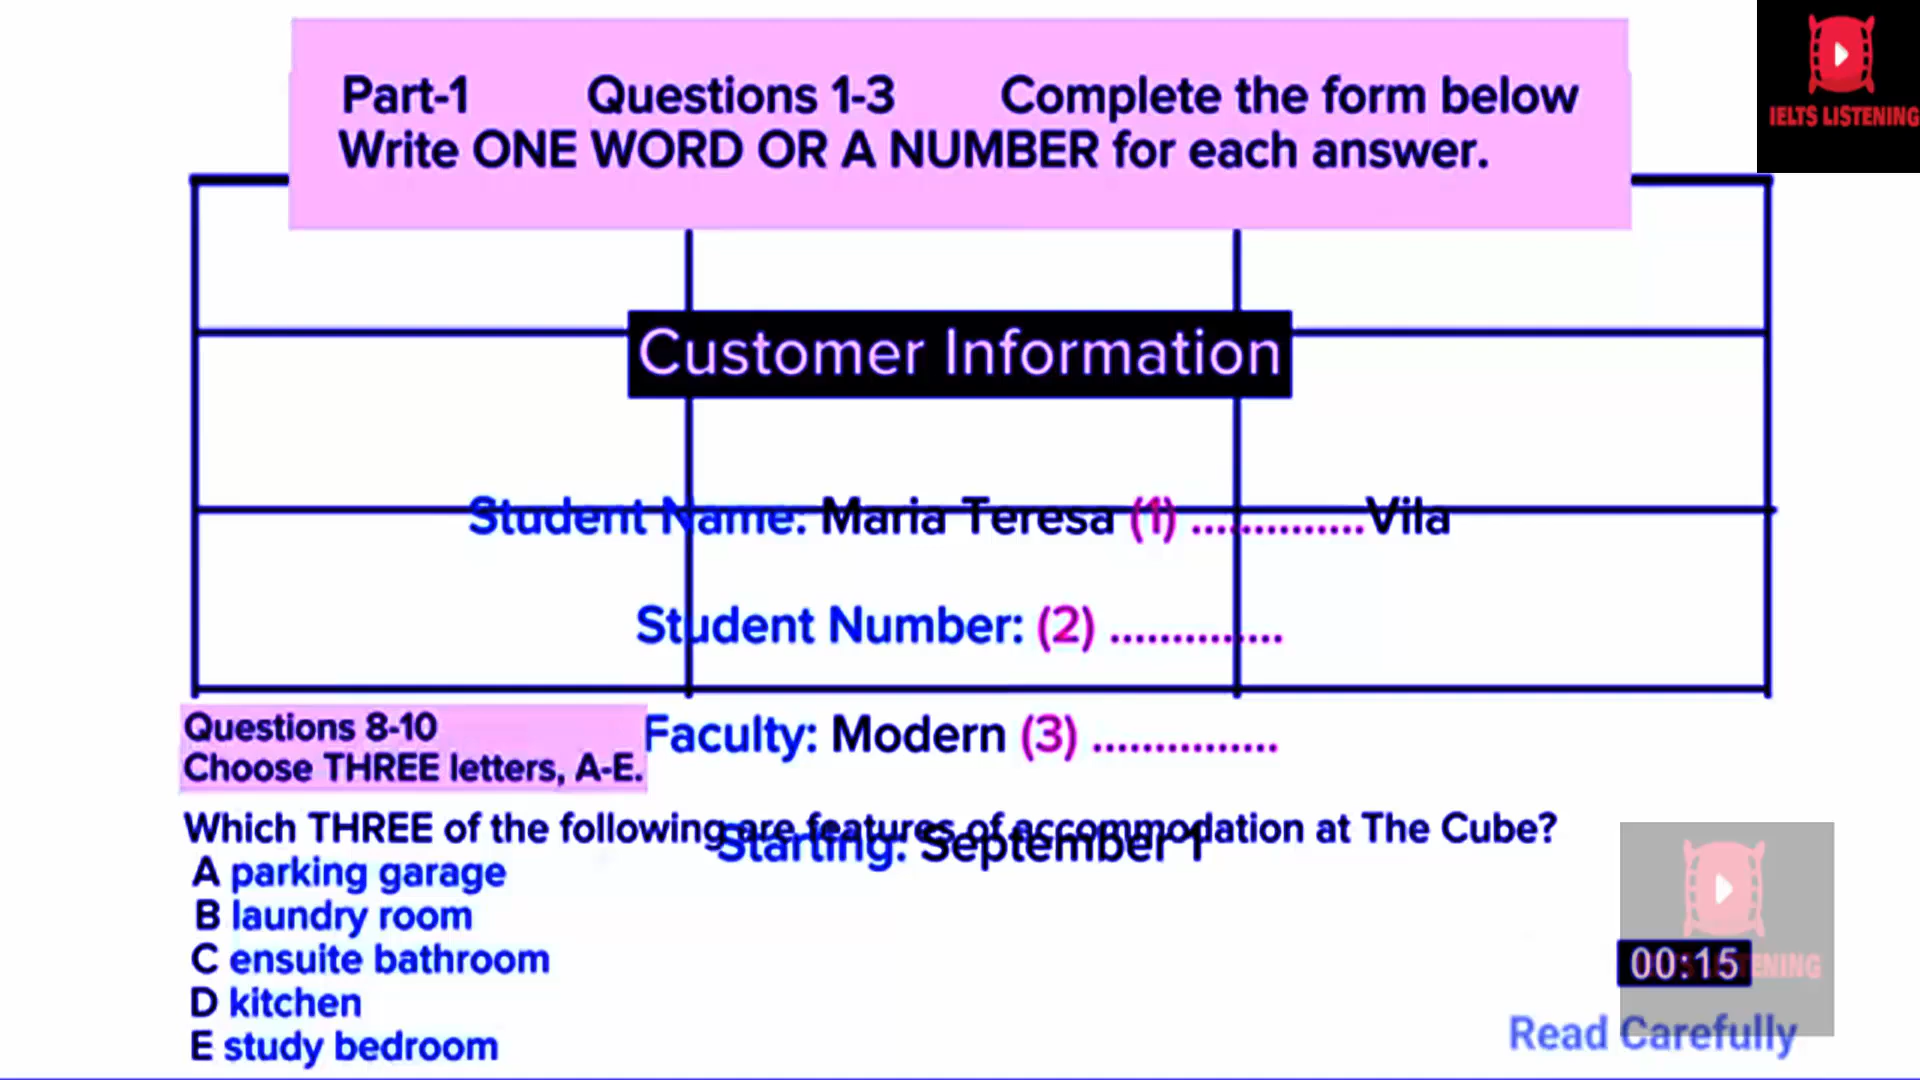 Part-1 Questions 1-3 Complete the form below
Write ONE WORD OR A NUMBER for each answer.
IELTS LISTENING
Customer Information
Student Name: Maria Teresa (1) ..............Vila
Student Number: (2) ..............
Faculty: Modern (3) ...............
Starting: September 1
Questions 8-10
Choose THREE letters, A-E.
Which THREE of the following are features of accommodation at The Cube?
A parking garage
B laundry room
C ensuite bathroom
D kitchen
E study bedroom
00:15
Read Carefully